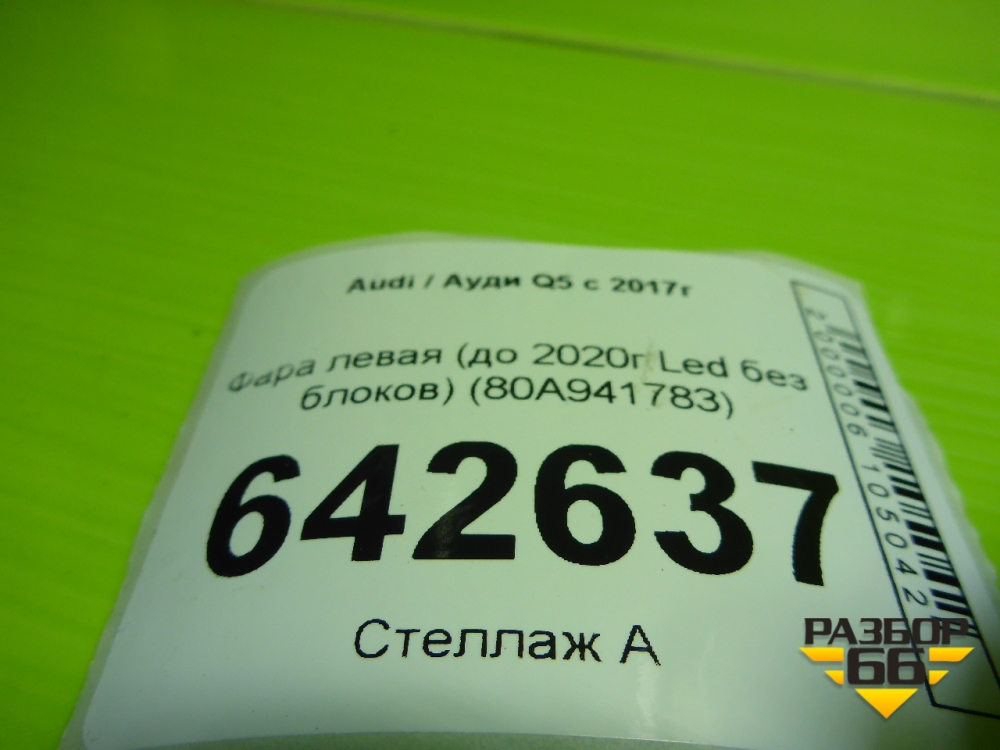 Audi / Ауди Q5 с 2017г
Фара левая (до 2020г Led без
блоков) (80A941783)
642637
Стеллаж А
2000006105042
РАЗБОР
66